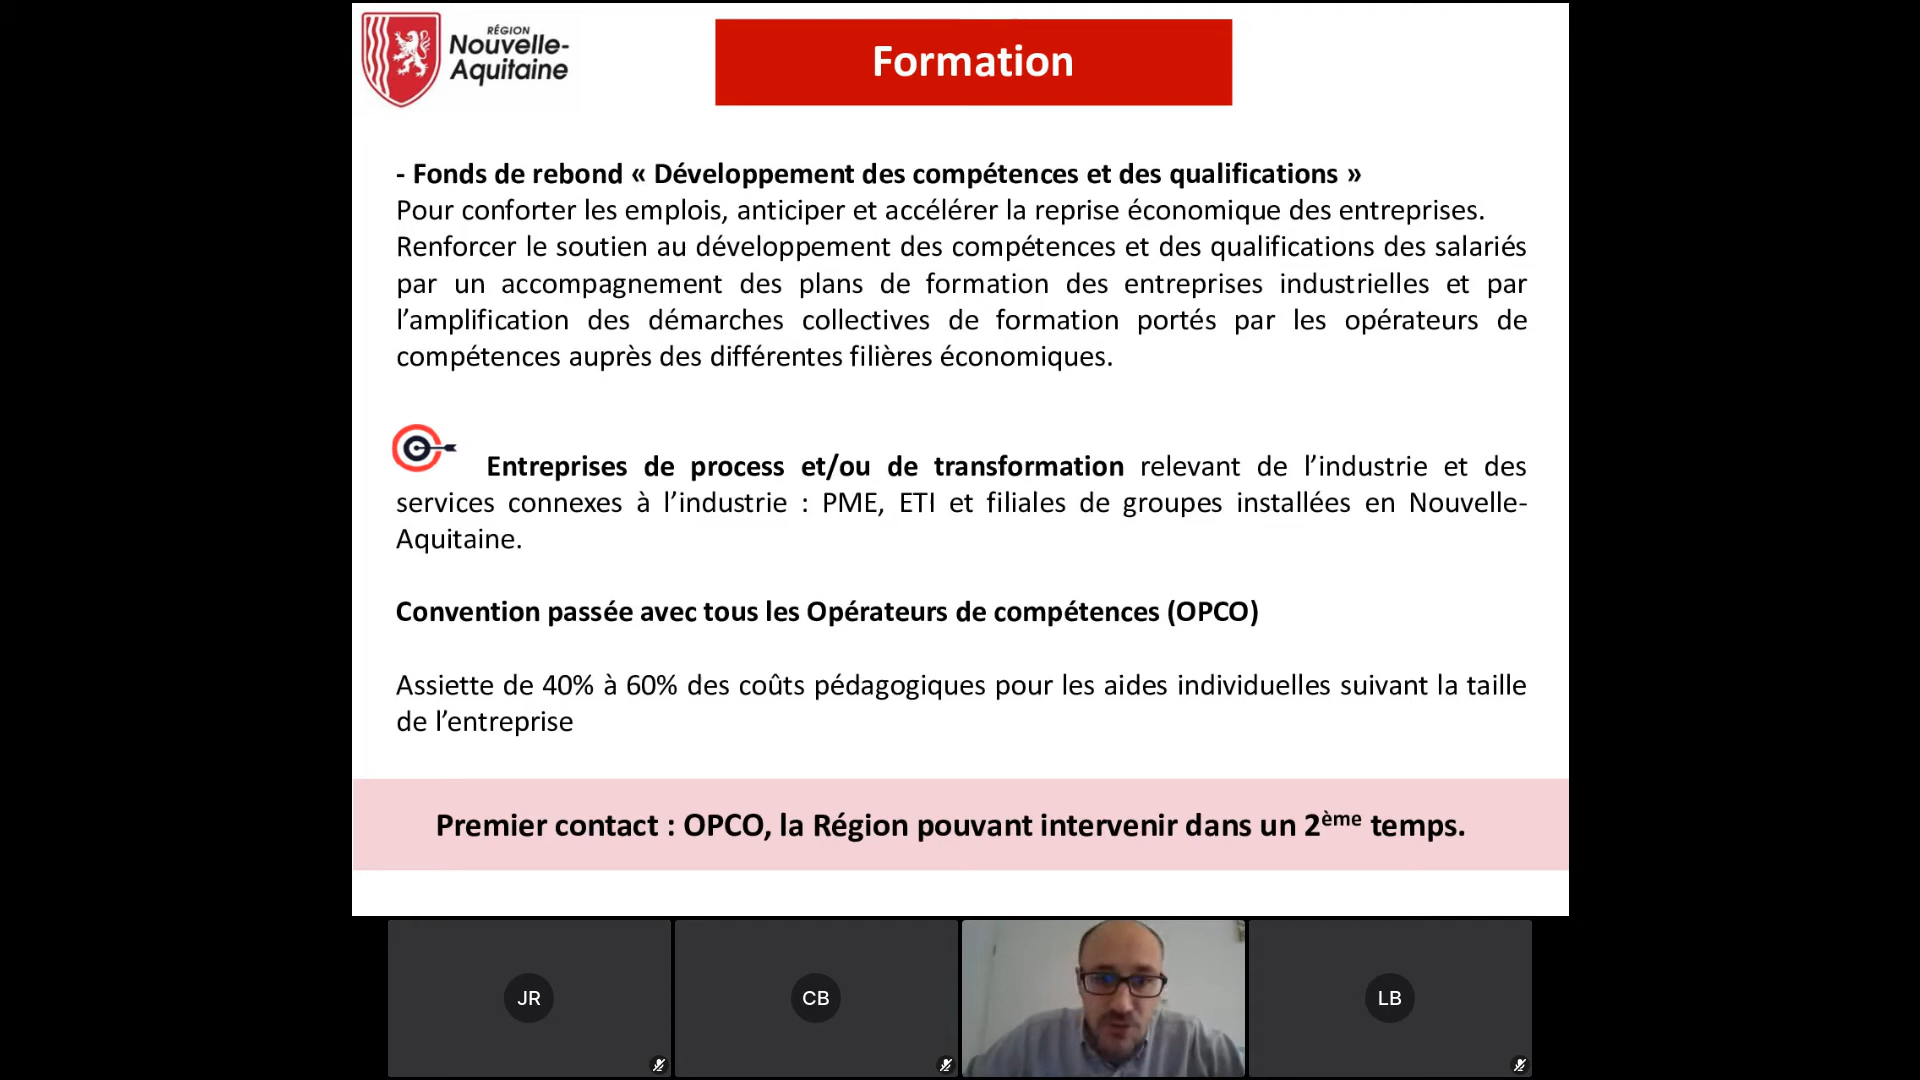 RÉGION
Nouvelle-
Aquitaine
Formation
- Fonds de rebond « Développement des compétences et des qualifications »
Pour conforter les emplois, anticiper et accélérer la reprise économique des entreprises.
Renforcer le soutien au développement des compétences et des qualifications des salariés
par un accompagnement des plans de formation des entreprises industrielles et par
l’amplification des démarches collectives de formation portés par les opérateurs de
compétences auprès des différentes filières économiques.
Entreprises de process et/ou de transformation relevant de l’industrie et des
services connexes à l’industrie : PME, ETI et filiales de groupes installées en Nouvelle-
Aquitaine.
Convention passée avec tous les Opérateurs de compétences (OPCO)
Assiette de 40% à 60% des coûts pédagogiques pour les aides individuelles suivant la taille
de l’entreprise
Premier contact : OPCO, la Région pouvant intervenir dans un 2ème temps.
JR
CB
LB